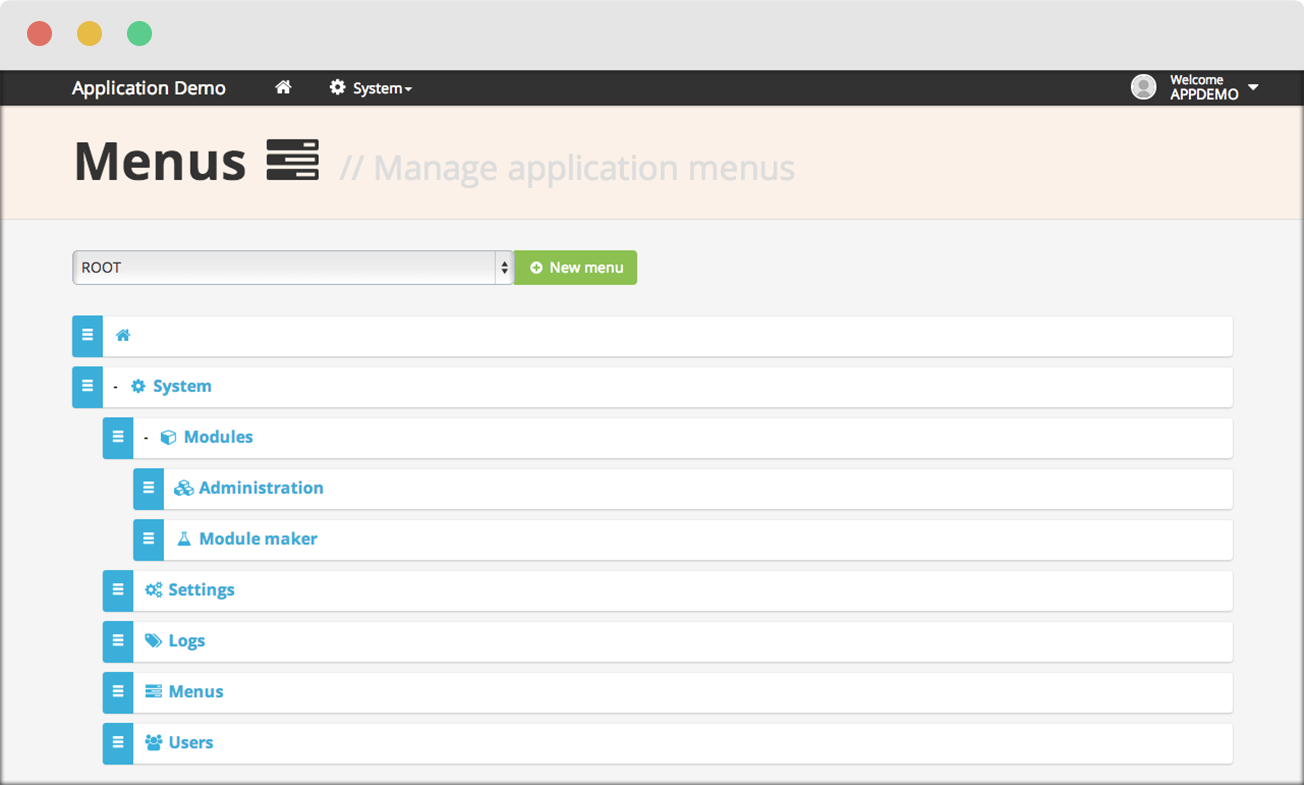 Application Demo System Welcome
APPDEMO
Menus // Manage application menus
ROOT New menu
- System
- Modules
Administration
Module maker
Settings
Logs
Menus
Users